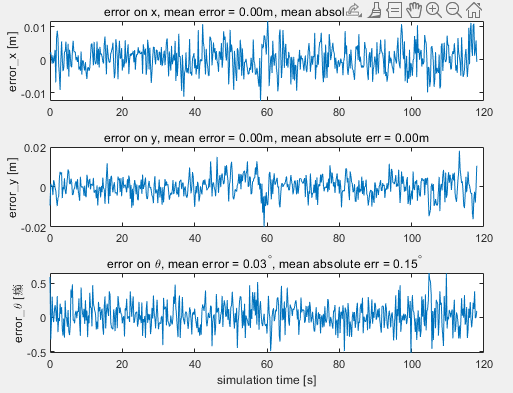 error on x, mean error = 0.00m, mean absol
error_x [m]
0.01
0
-0.01
0 20 40 60 80 100 120
error on y, mean error = 0.00m, mean absolute err = 0.00m
error_y [m]
0.02
0
-0.02
0 20 40 60 80 100 120
error on θ, mean error = 0.03°, mean absolute err = 0.15°
error_θ [
0.5
0
-0.5
0 20 40 60 80 100 120
simulation time [s]